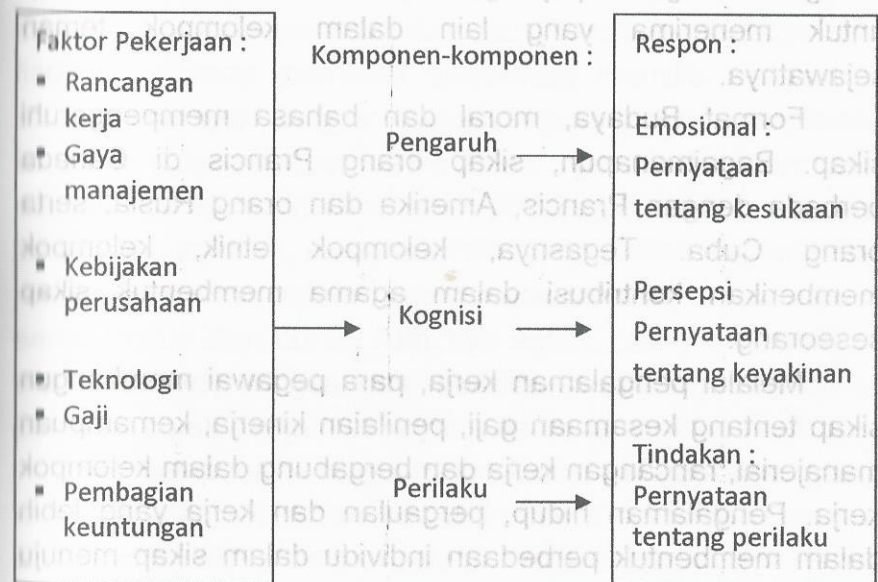 Faktor Pekerjaan :
▪ Rancangan
kerja
▪ Gaya
manajemen
▪ Kebijakan
perusahaan
▪ Teknologi
▪ Gaji
▪ Pembagian
keuntungan
Komponen-komponen :
Pengaruh
Kognisi
Perilaku
Respon :
Emosional :
Pernyataan
tentang kesukaan
Persepsi
Pernyataan
tentang keyakinan
Tindakan :
Pernyataan
tentang perilaku